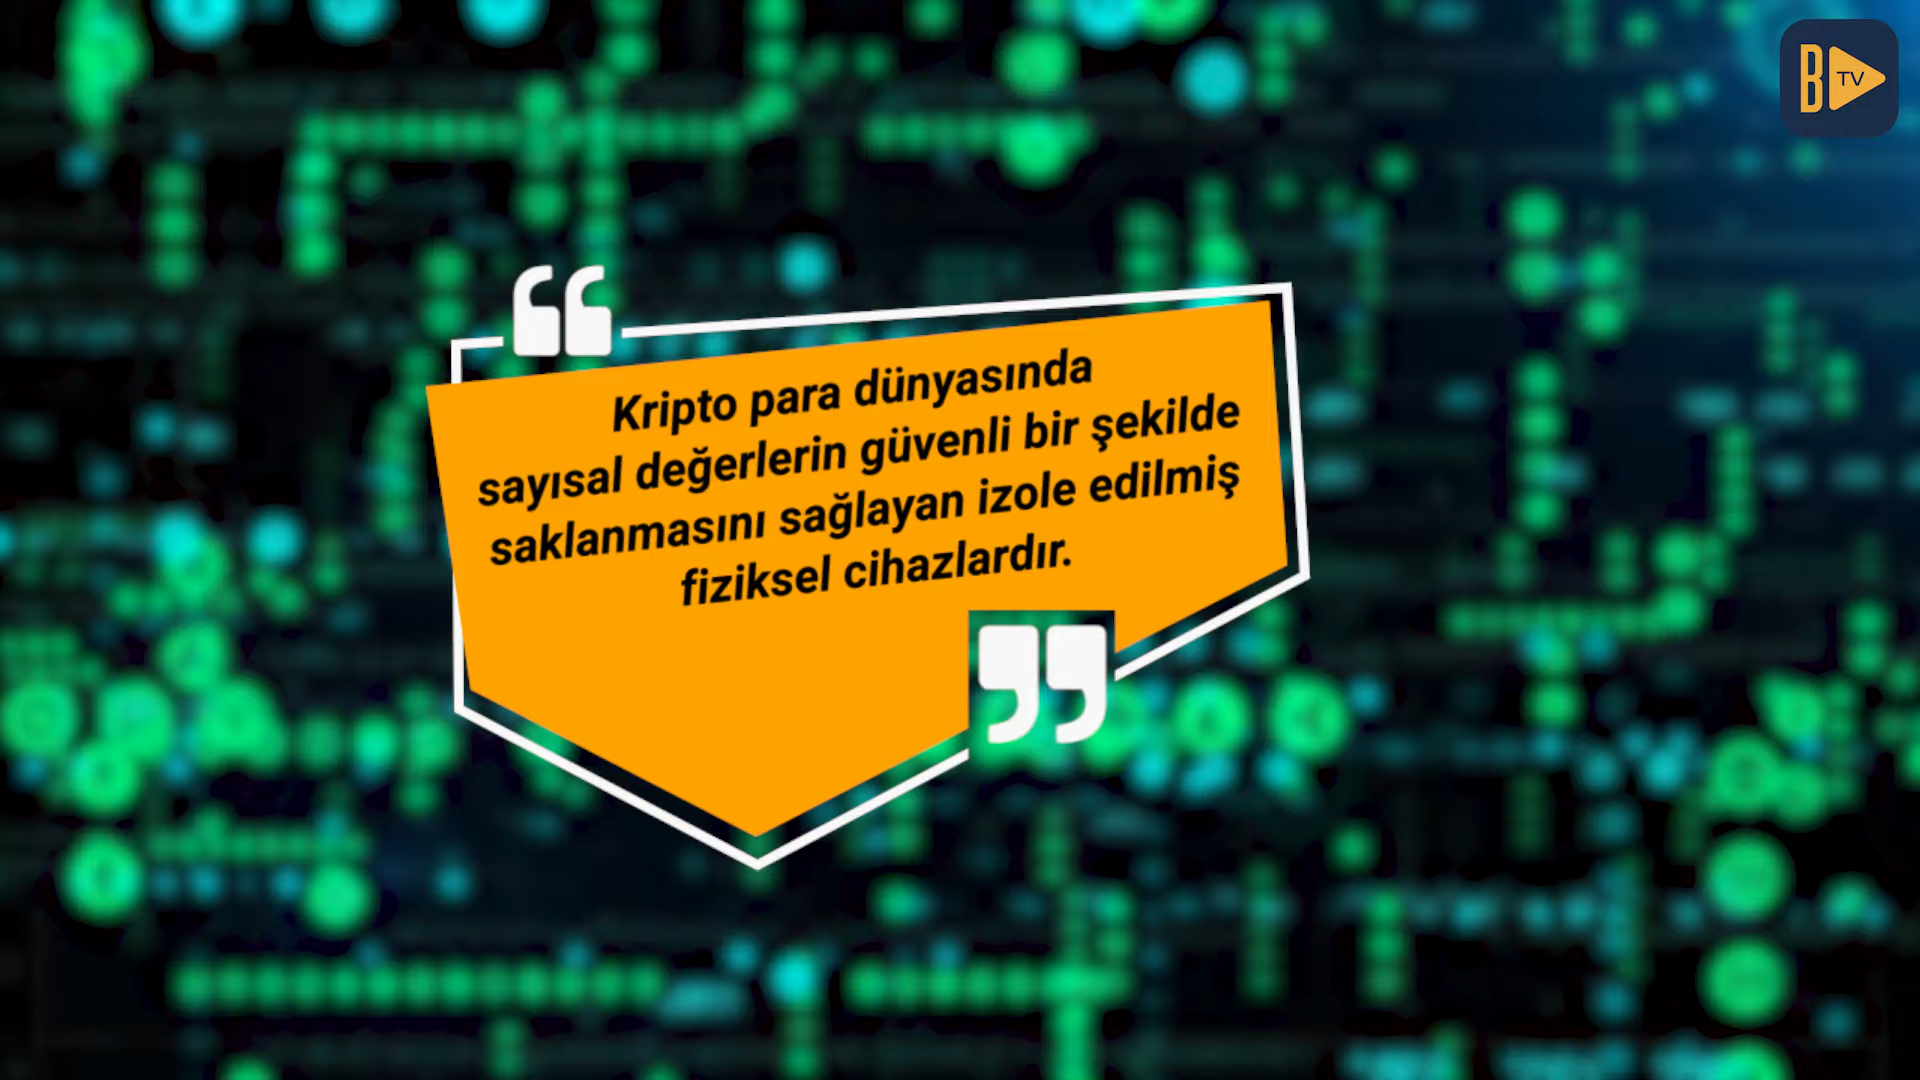 B TV
Kripto para dünyasında
sayısal değerlerin güvenli bir şekilde
saklanmasını sağlayan izole edilmiş
fiziksel cihazlardır.